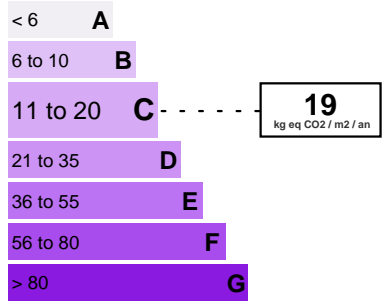 < 6 A
6 to 10 B
11 to 20 C
19
kg eq CO2 / m2 / an
21 to 35 D
36 to 55 E
56 to 80 F
> 80 G